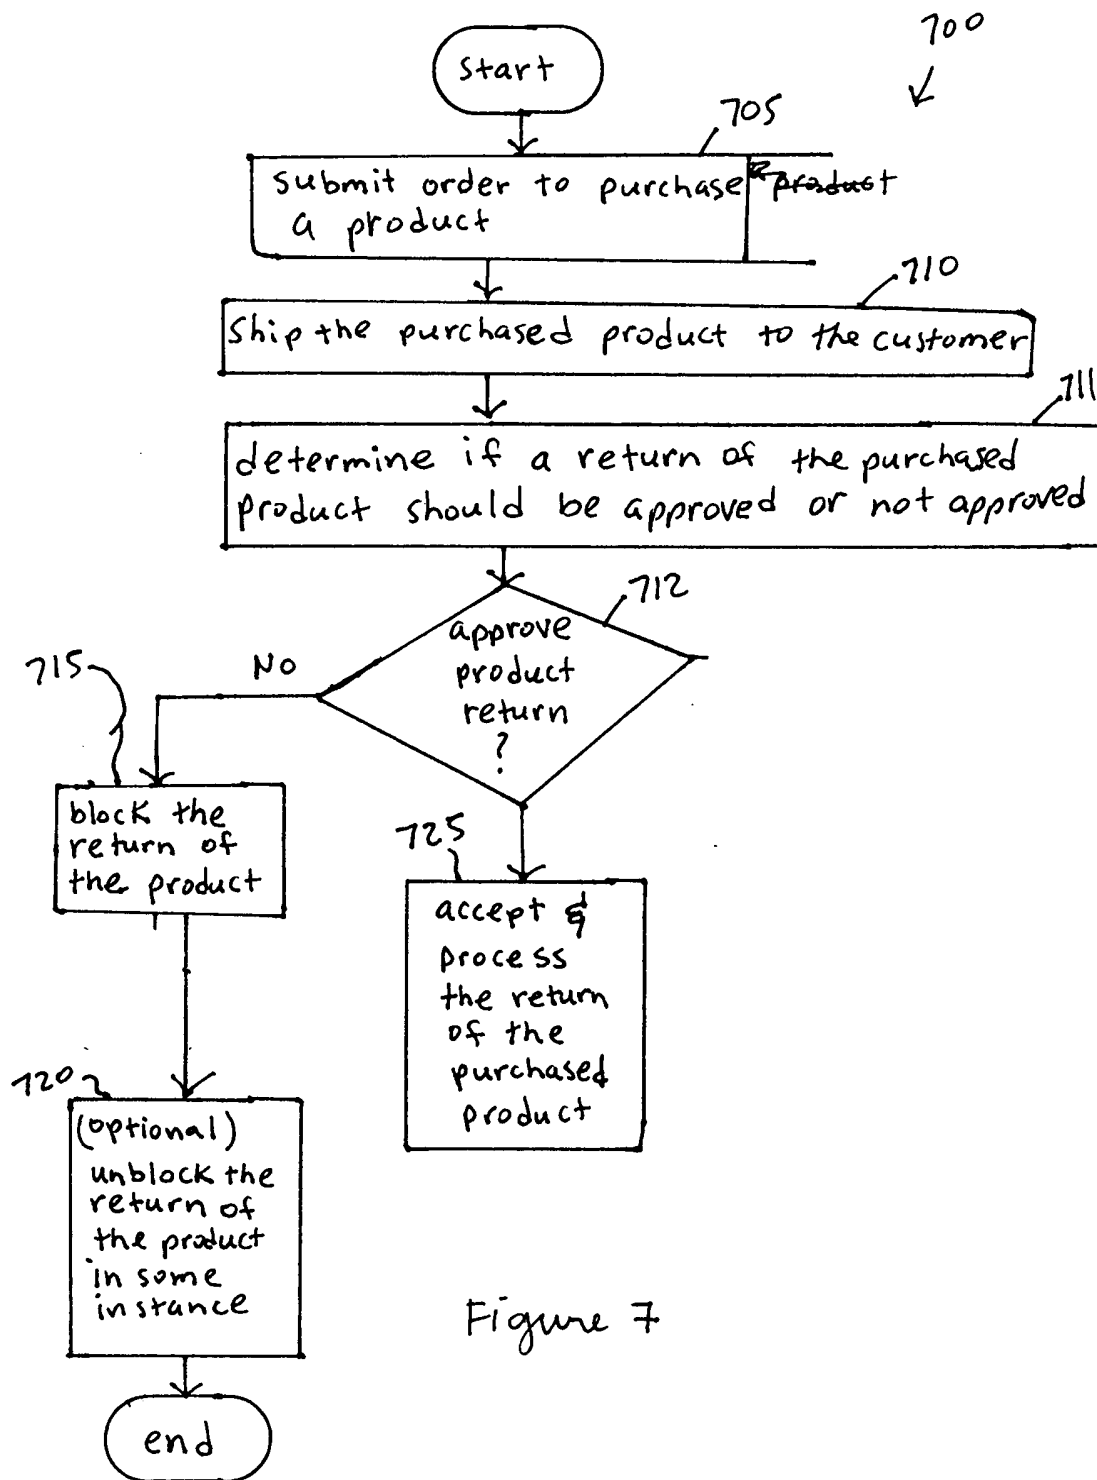 700
start
705
submit order to purchase a product
a product
710
Ship the purchased product to the customer
711
determine if a return of the purchased
product should be approved or not approved
712
approve
product
return
?
No
715
block the
return of
the product
725
accept &
process
the return
of the
purchased
product
720
(optional)
unblock the
return of
the product
in some
instance
end
Figure 7